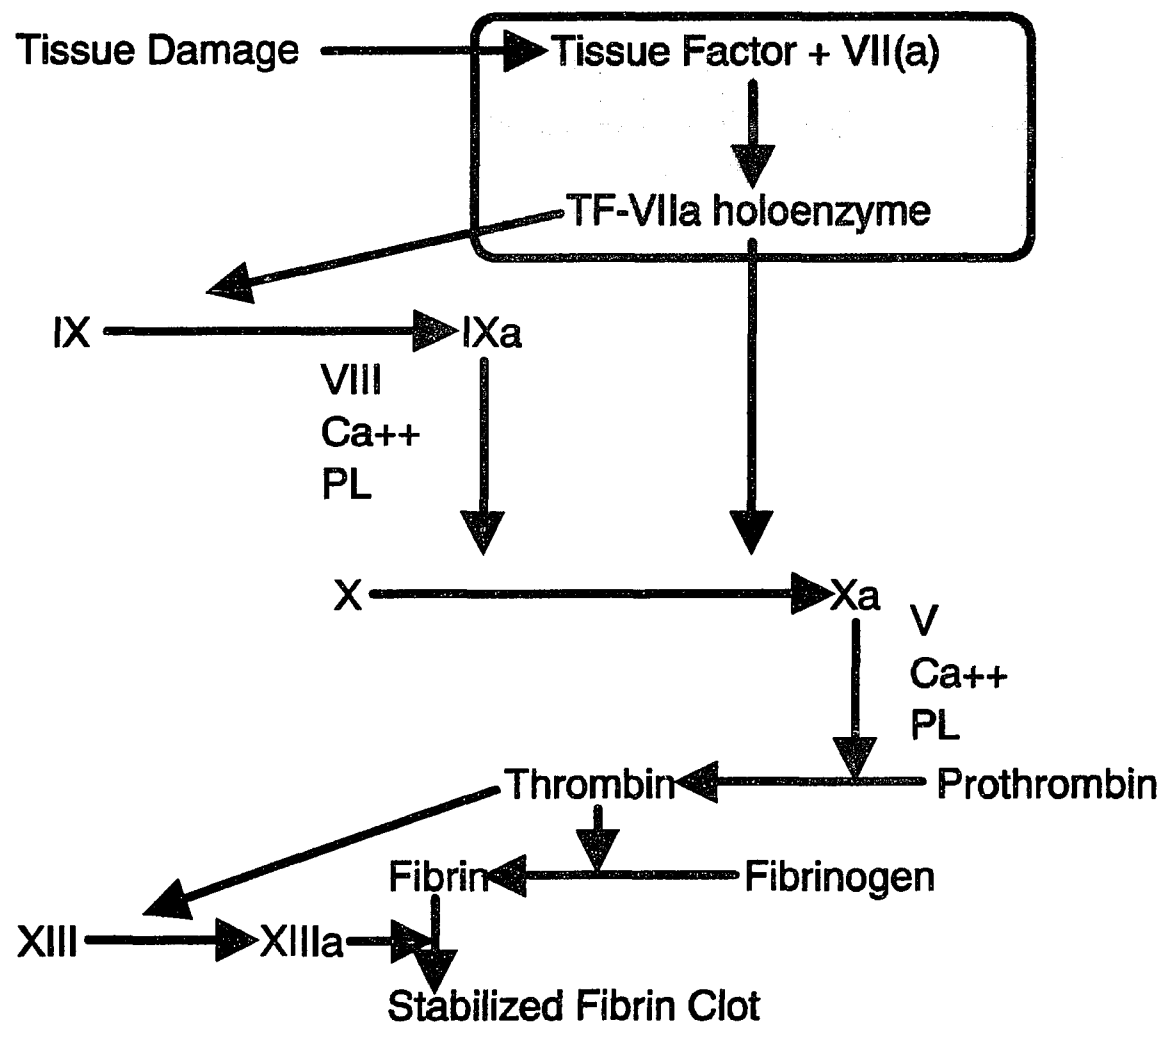 Tissue Damage
Tissue Factor + VII(a)
TF-VIIa holoenzyme
IX
IXa
VIII
Ca++
PL
X
Xa
V
Ca++
PL
Thrombin
Prothrombin
Fibrin
Fibrinogen
XIII
XIIIa
Stabilized Fibrin Clot